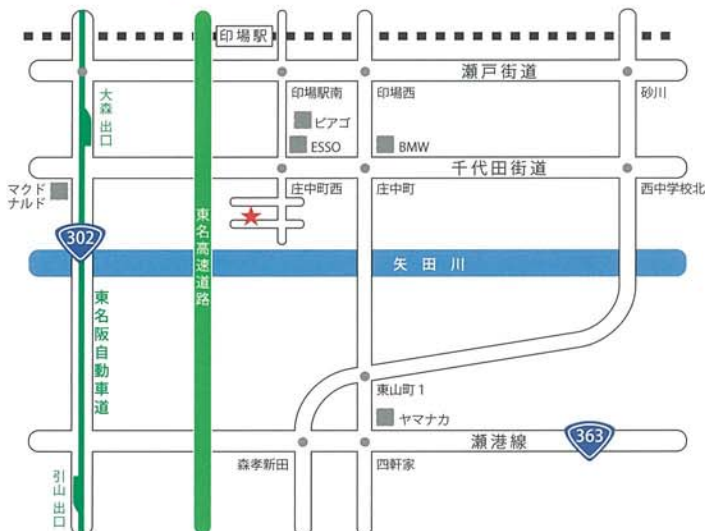 印場駅
瀬戸街道
大森 出口
印場駅南
印場西
砂川
ピアゴ
ESSO
BMW
千代田街道
マクド
ナルド
庄中町西
庄中町
西中学校北
302
東名高速道路
矢田川
東名阪自動車道
東山町1
ヤマナカ
瀬港線
363
森孝新田
四軒家
引山 出口